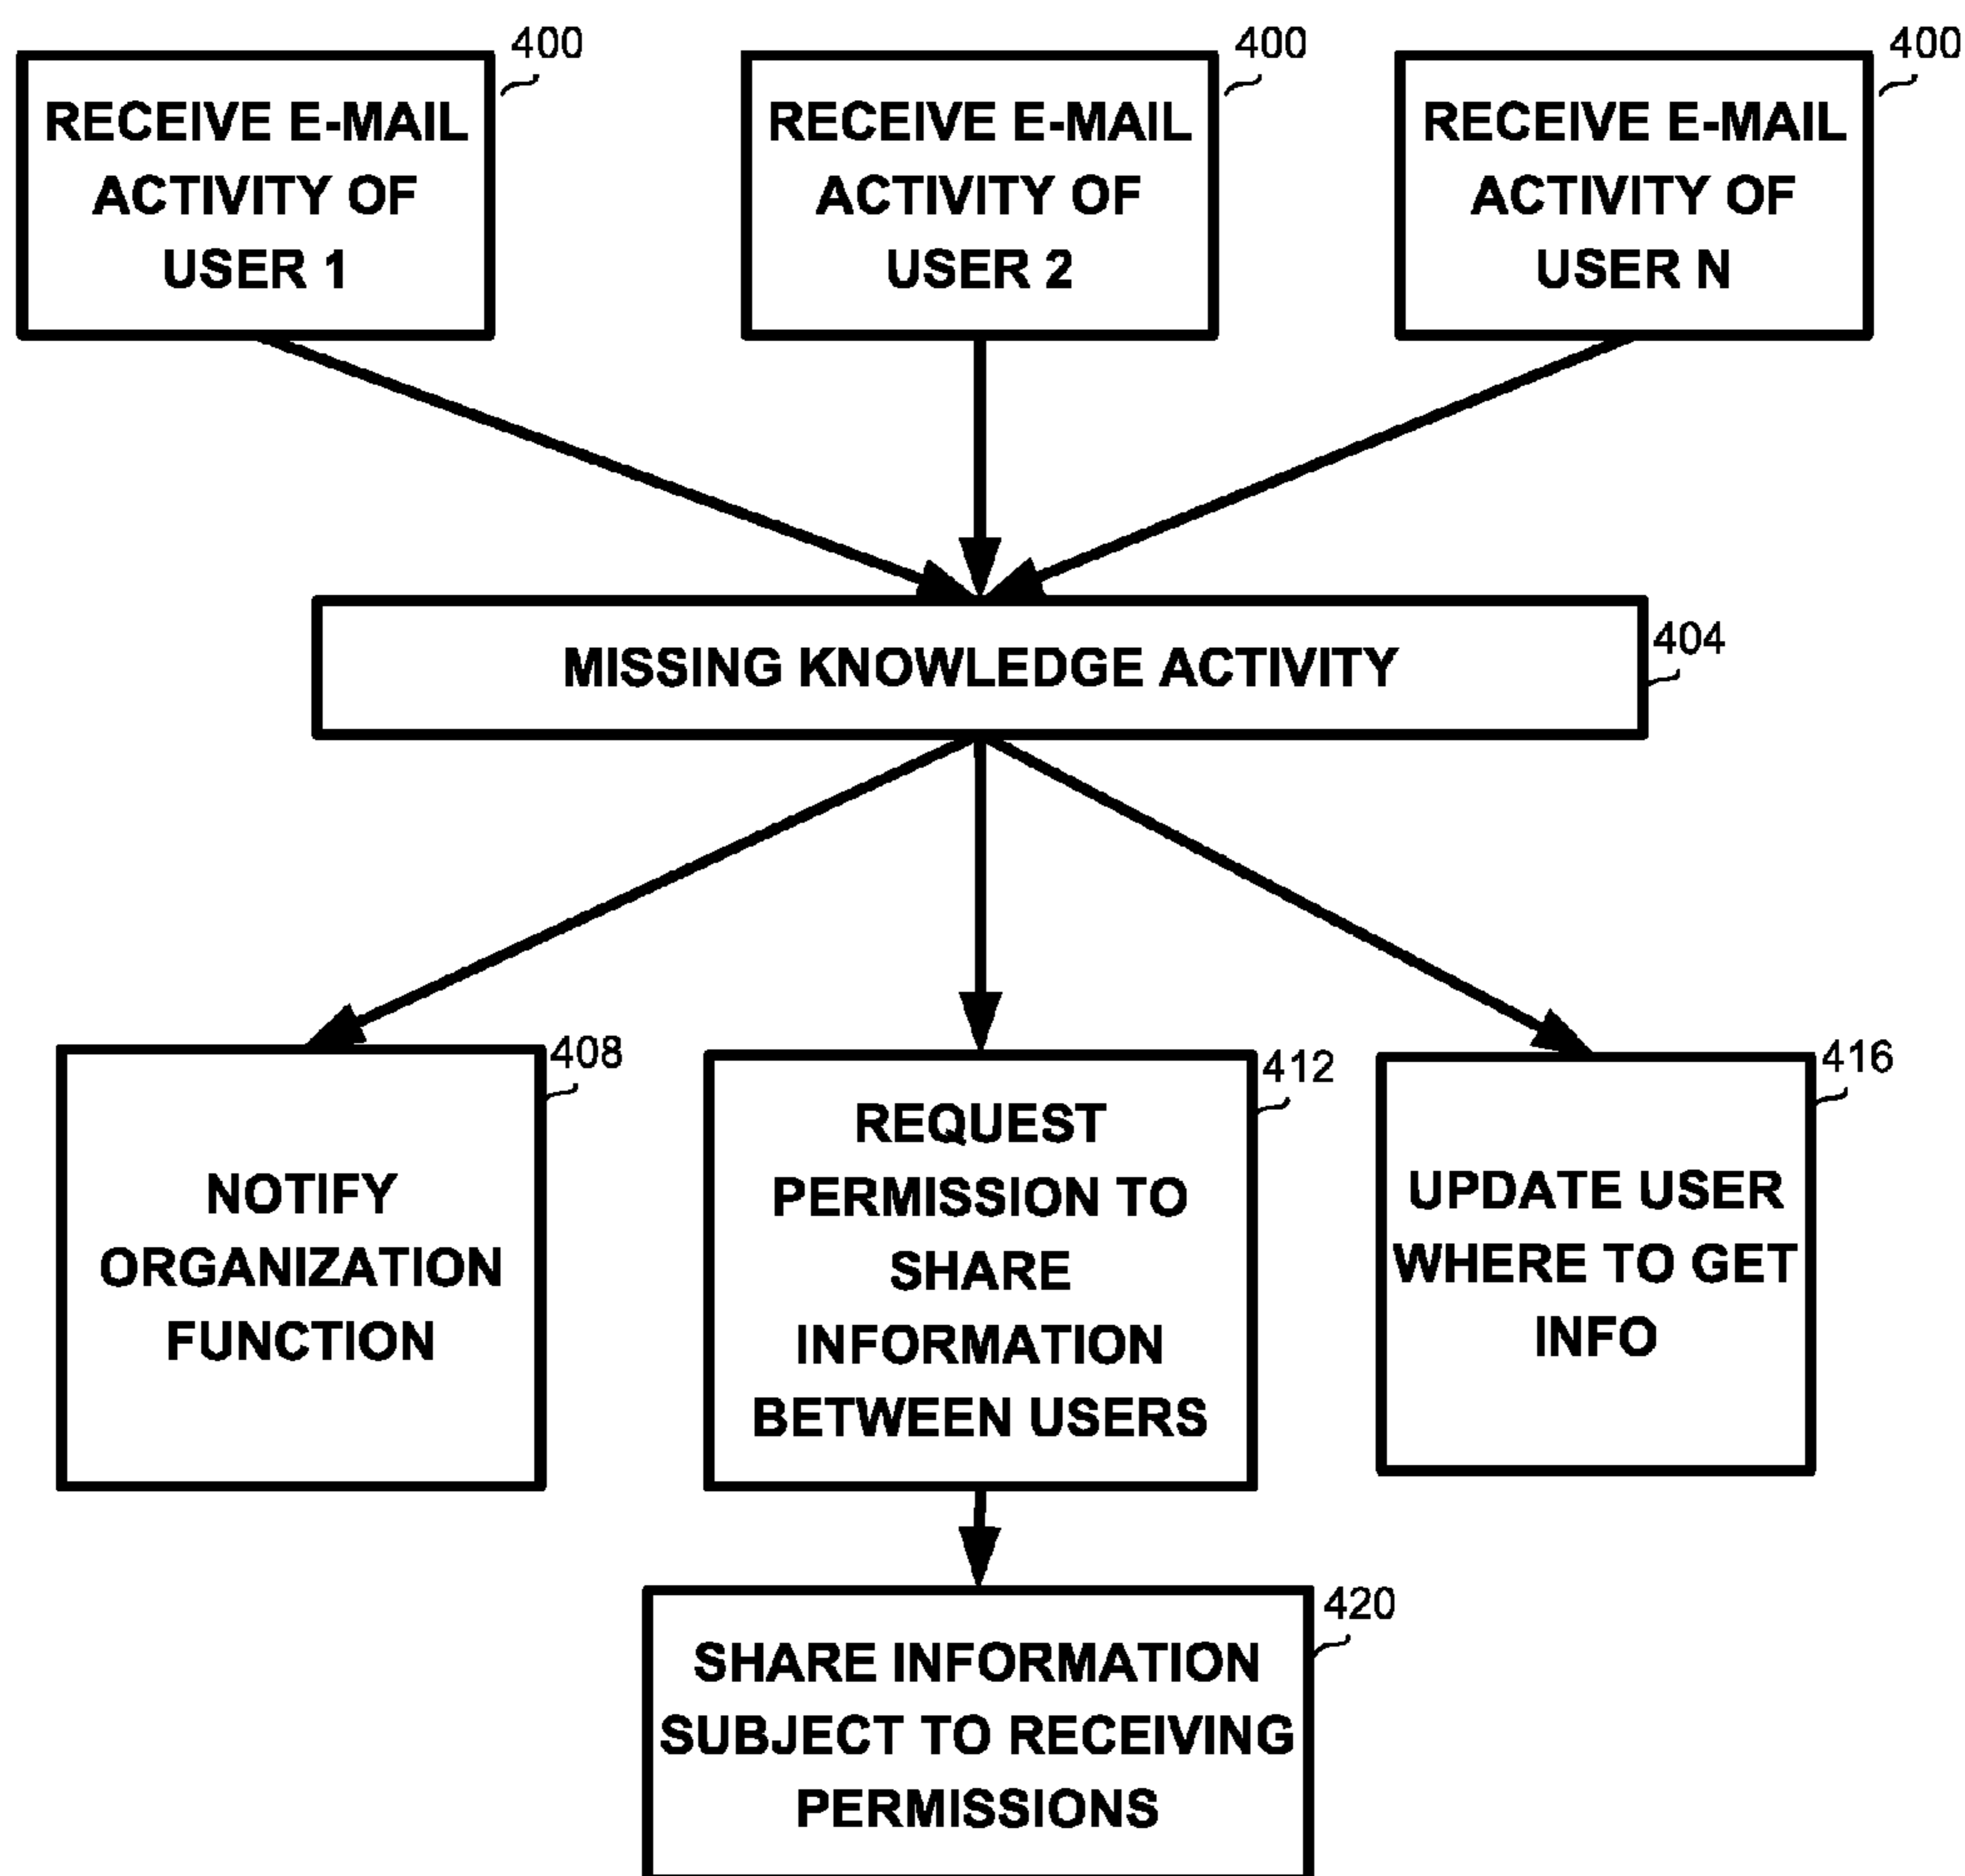 400
RECEIVE E-MAIL
ACTIVITY OF
USER 1
400
RECEIVE E-MAIL
ACTIVITY OF
USER 2
400
RECEIVE E-MAIL
ACTIVITY OF
USER N
404
MISSING KNOWLEDGE ACTIVITY
408
NOTIFY
ORGANIZATION
FUNCTION
412
REQUEST
PERMISSION TO
SHARE
INFORMATION
BETWEEN USERS
416
UPDATE USER
WHERE TO GET
INFO
420
SHARE INFORMATION
SUBJECT TO RECEIVING
PERMISSIONS